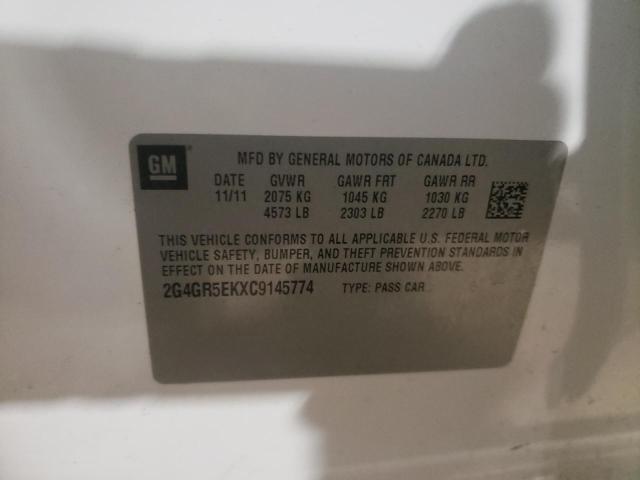 GM
MFD BY GENERAL MOTORS OF CANADA LTD.
DATE GVWR GAWR FRT GAWR RR
11/11 2075 KG 1045 KG 1030 KG
4573 LB 2303 LB 2270 LB
THIS VEHICLE CONFORMS TO ALL APPLICABLE U.S. FEDERAL MOTOR
VEHICLE SAFETY, BUMPER, AND THEFT PREVENTION STANDARDS IN
EFFECT ON THE DATE OF MANUFACTURE SHOWN ABOVE.
2G4GR5EKXC9145774 TYPE: PASS CAR